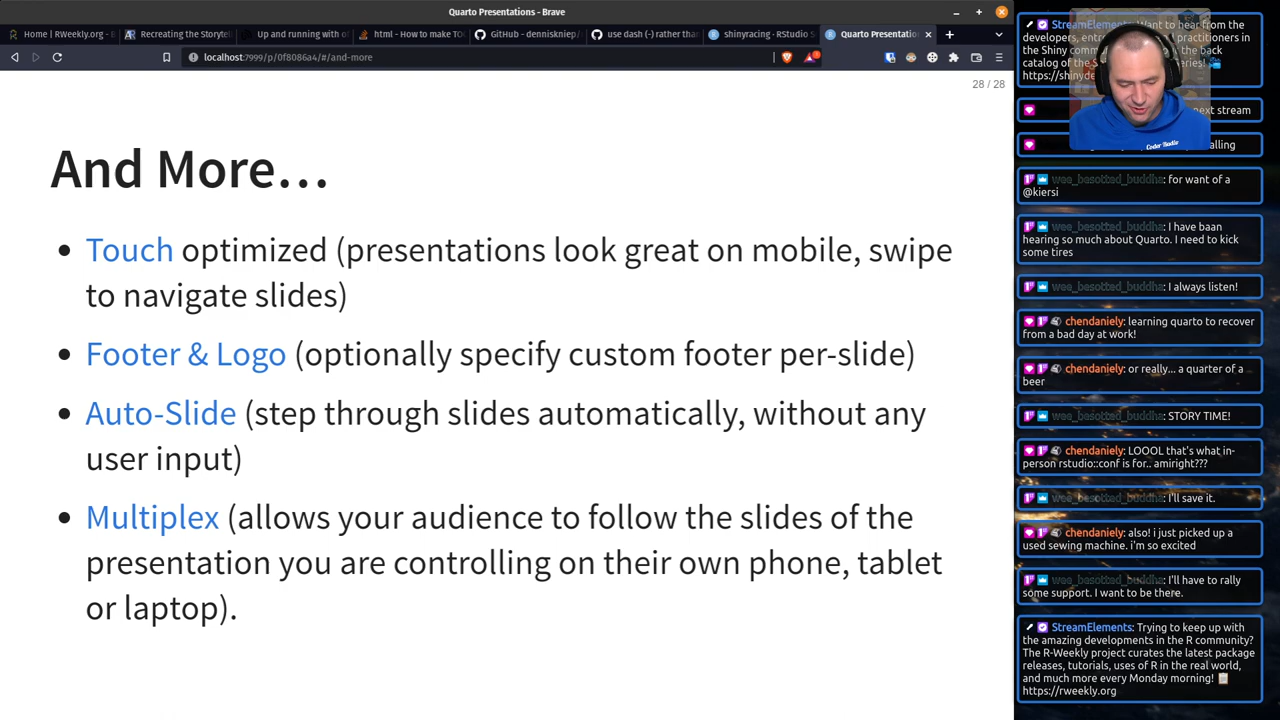 Quarto Presentations - Brave
Home | RWeekly.org -
Recreating the Storyte
Up and running with o
html - How to make TO
GitHub - denniskniep/
use dash (-) rather tha
shinyracing - RStudio S
Quarto Presentatio
localhost:7999/p/0f8086a4/#/and-more
28 / 28
And More…
Touch optimized (presentations look great on mobile, swipe
to navigate slides)
Footer & Logo (optionally specify custom footer per-slide)
Auto-Slide (step through slides automatically, without any
user input)
Multiplex (allows your audience to follow the slides of the
presentation you are controlling on their own phone, tablet
or laptop).
StreamElements: Want to hear from the
developers, practitioners
in the Shiny the back
catalog of the
https://shinyde
next stream
alling
Coder Radio
wee_besotted_buddha: for want of a
@kiersi
wee_besotted_buddha: I have baan
hearing so much about Quarto. I need to kick
some tires
wee_besotted_buddha: I always listen!
chendaniely: learning quarto to recover
from a bad day at work!
chendaniely: or really... a quarter of a
beer
wee_besotted_buddha: STORY TIME!
chendaniely: LOOOL that's what in-
person rstudio::conf is for.. amiright???
wee_besotted_buddha: I'll save it.
chendaniely: also! i just picked up a
used sewing machine. i'm so excited
wee_besotted_buddha: I'll have to rally
some support. I want to be there.
StreamElements: Trying to keep up with
the amazing developments in the R community?
The R-Weekly project curates the latest package
releases, tutorials, uses of R in the real world,
and much more every Monday morning! 📋
https://rweekly.org